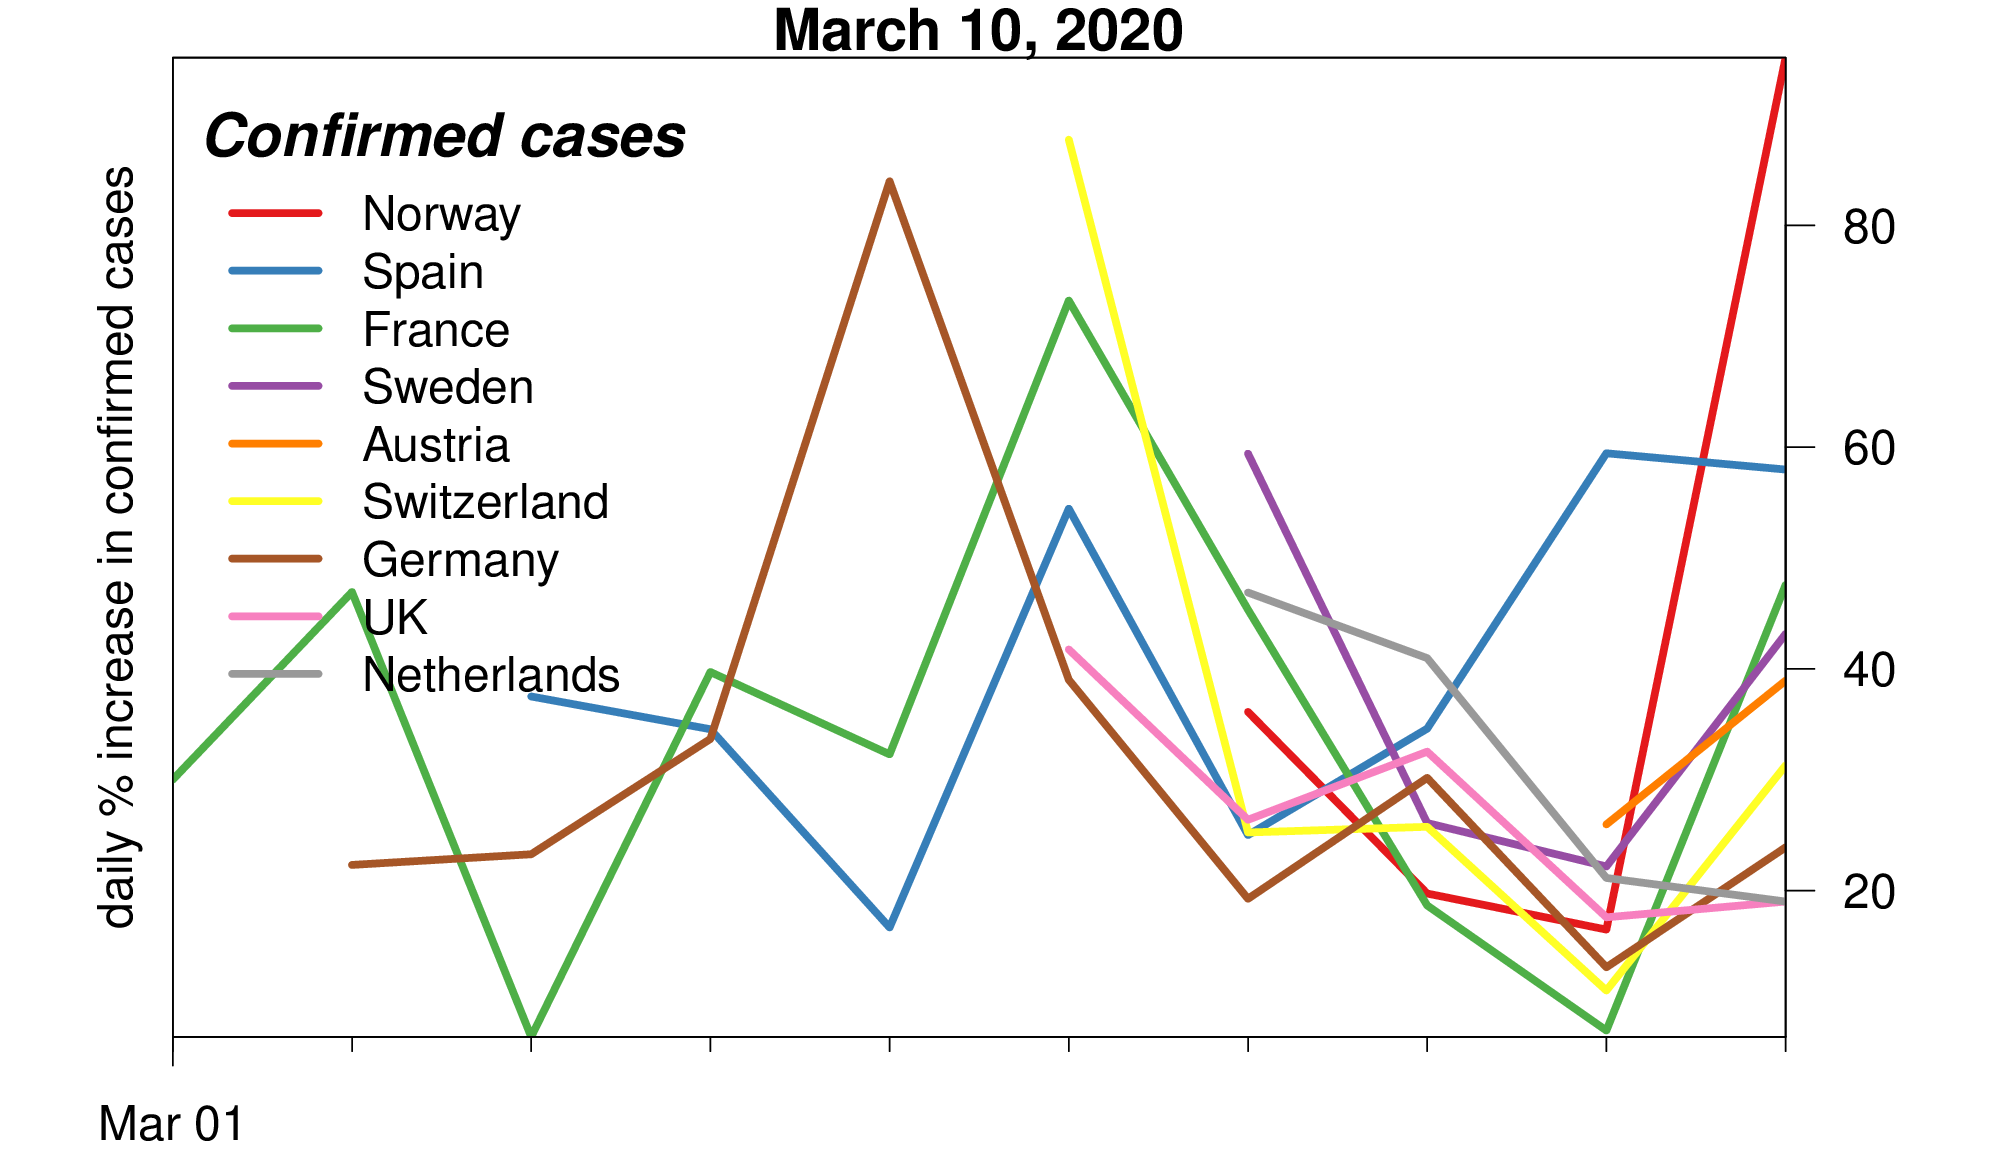 March 10, 2020
Confirmed cases
Norway
Spain
France
Sweden
Austria
Switzerland
Germany
UK
Netherlands
daily % increase in confirmed cases
80
60
40
20
Mar 01